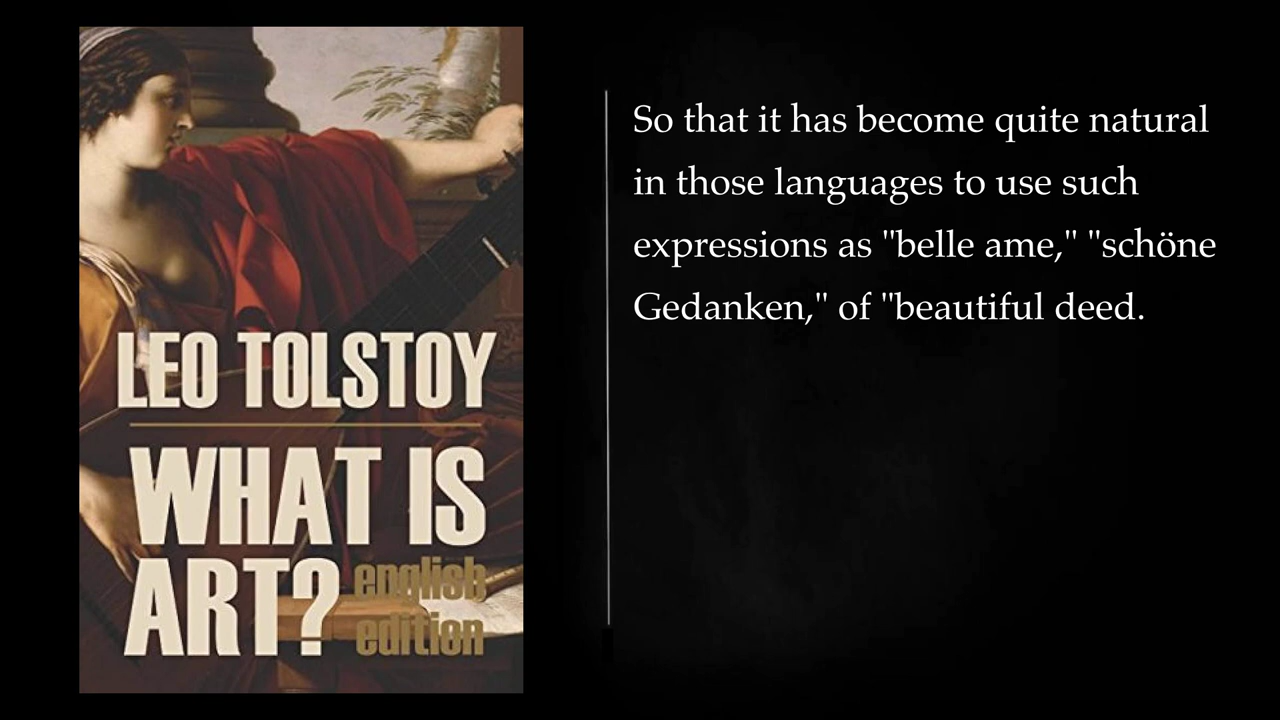 LEO TOLSTOY
WHAT IS
ART? english
edition
So that it has become quite natural
in those languages to use such
expressions as "belle ame," "schöne
Gedanken," of "beautiful deed.